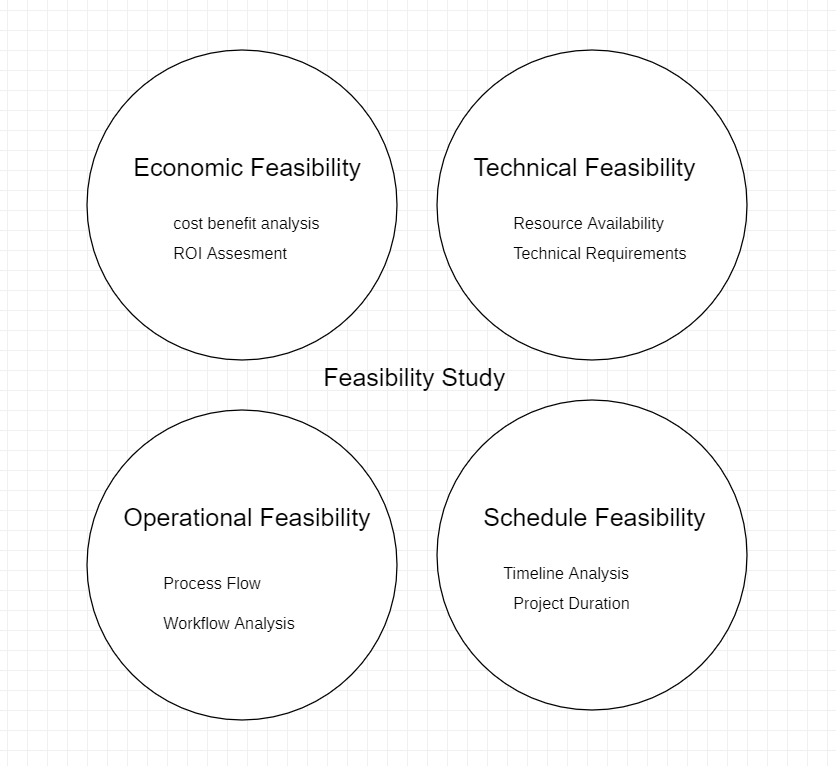 Economic Feasibility
cost benefit analysis
ROI Assesment
Technical Feasibility
Resource Availability
Technical Requirements
Feasibility Study
Operational Feasibility
Process Flow
Workflow Analysis
Schedule Feasibility
Timeline Analysis
Project Duration